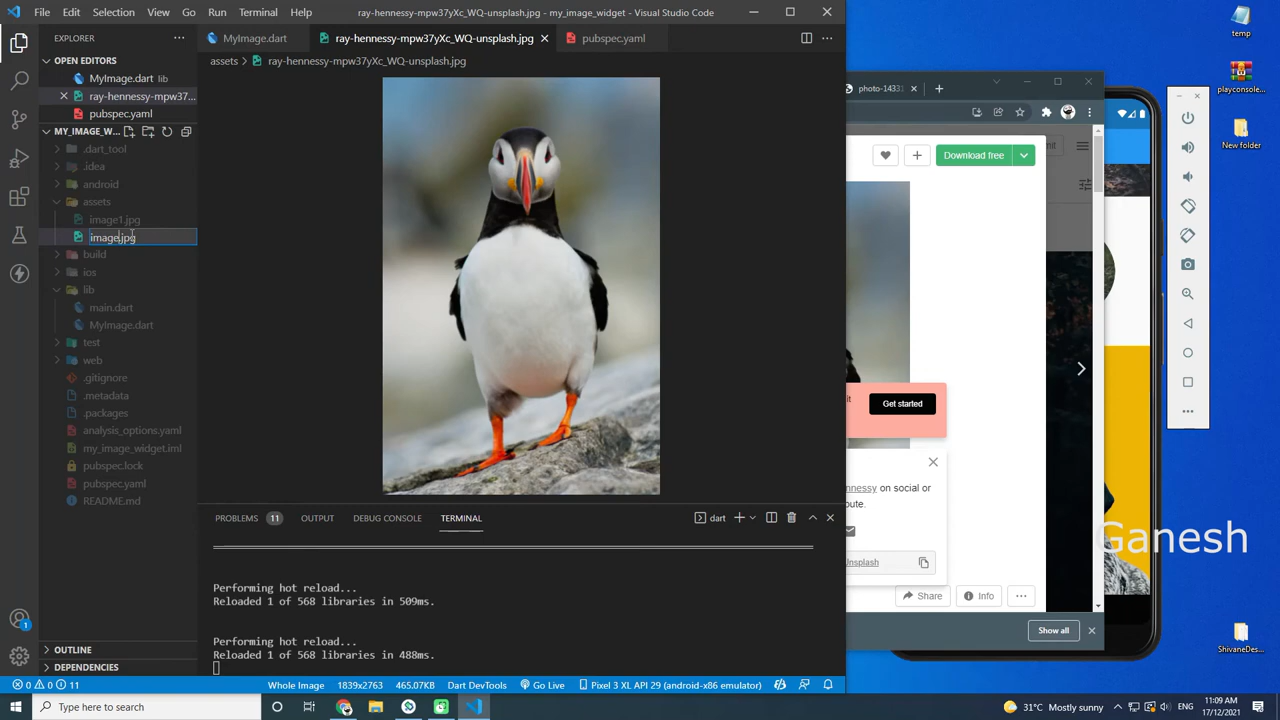 File Edit Selection View Go Run Terminal Help ray-hennessy-mpw37yXc_WQ-unsplash.jpg - my_image_widget - Visual Studio Code
EXPLORER
OPEN EDITORS
MyImage.dart lib
ray-hennessy-mpw37...
pubspec.yaml
MY_IMAGE_W...
.dart_tool
.idea
android
assets
image1.jpg
image.jpg
build
ios
lib
main.dart
MyImage.dart
test
web
.gitignore
.metadata
.packages
analysis_options.yaml
my_image_widget.iml
pubspec.lock
pubspec.yaml
README.md
OUTLINE
DEPENDENCIES
MyImage.dart ray-hennessy-mpw37yXc_WQ-unsplash.jpg pubspec.yaml
assets > ray-hennessy-mpw37yXc_WQ-unsplash.jpg
PROBLEMS 11 OUTPUT DEBUG CONSOLE TERMINAL dart
Performing hot reload...
Reloaded 1 of 568 libraries in 509ms.
Performing hot reload...
Reloaded 1 of 568 libraries in 488ms.
0 0 11 Whole Image 1839x2763 465.07KB Dart DevTools Go Live Pixel 3 XL API 29 (android-x86 emulator)
photo-1433
Download free
Get started
on social or
Unsplash
Share Info
Show all
temp
playconsole...
New folder
Ganesh
ShivaneDes...
Type here to search
1
31°C Mostly sunny ENG
11:09 AM
17/12/2021